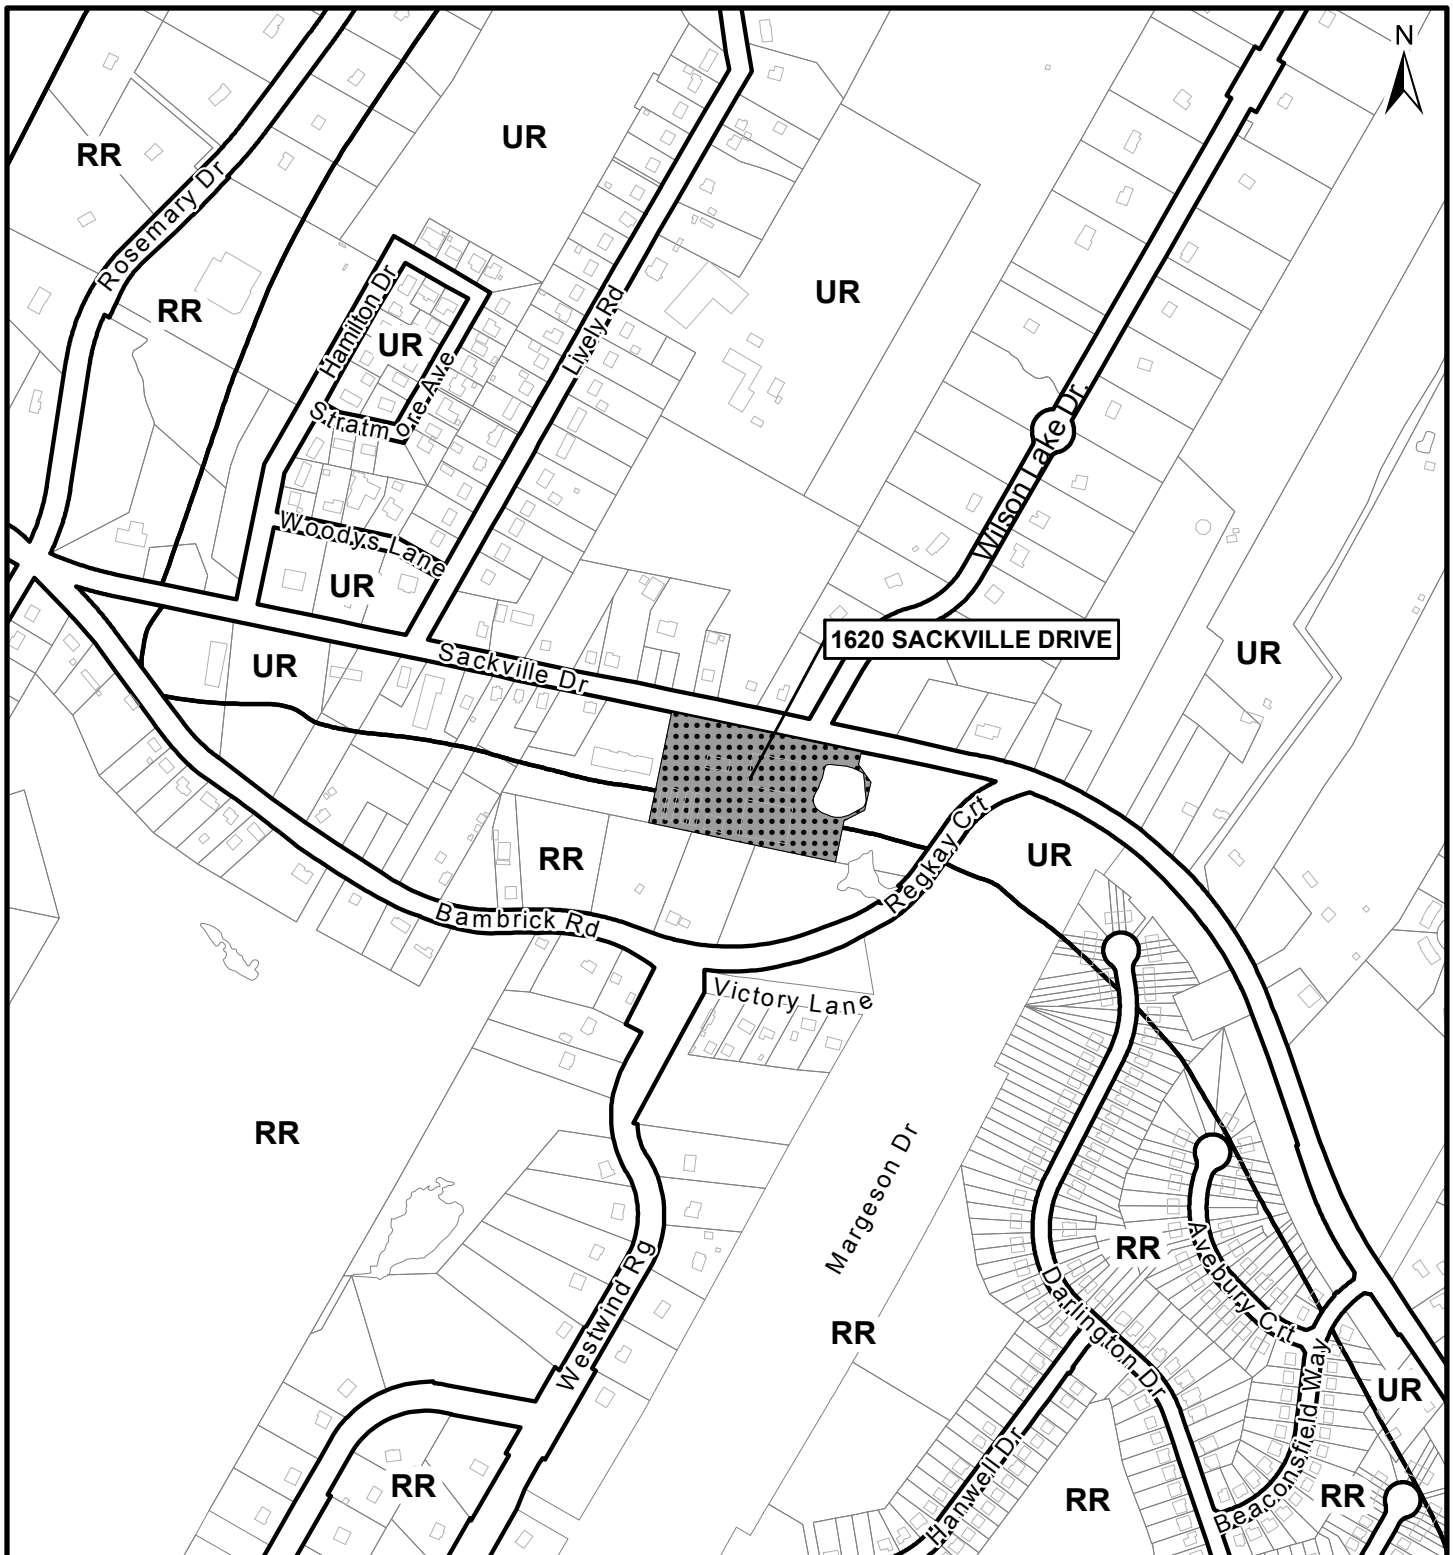 N
UR
RR
Rosemary Dr
RR
UR
Hamilton Dr
UR
Lively Rd
Stratmore Ave
Wilson Lake Dr.
Woodys Lane
UR
1620 SACKVILLE DRIVE
UR
Sackville Dr
UR
RR
UR
Regkay Crt
Bambrick Rd
Victory Lane
RR
Margeson Dr
RR
Avebury Crt
Westwind Rg
Darlington Dr
RR
UR
Beaconsfield Way
Hanwell Dr
RR
RR
RR